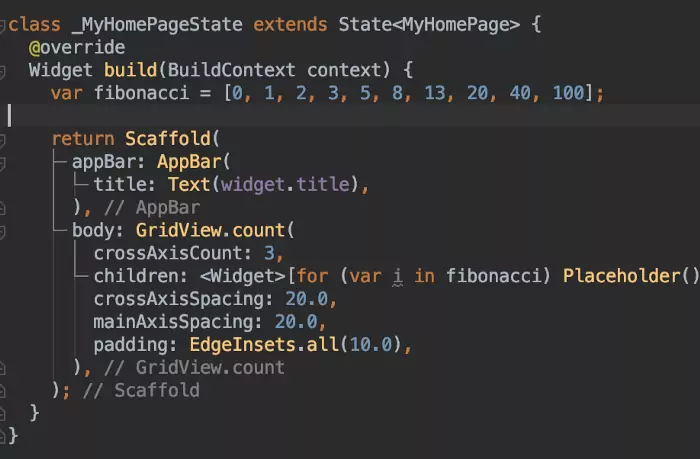 class _MyHomePageState extends State<MyHomePage> {
@override
Widget build(BuildContext context) {
var fibonacci = [0, 1, 2, 3, 5, 8, 13, 20, 40, 100];
return Scaffold(
appBar: AppBar(
title: Text(widget.title),
), // AppBar
body: GridView.count(
crossAxisCount: 3,
children: <Widget>[for (var i in fibonacci) Placeholder()
crossAxisSpacing: 20.0,
mainAxisSpacing: 20.0,
padding: EdgeInsets.all(10.0),
), // GridView.count
); // Scaffold
}
}